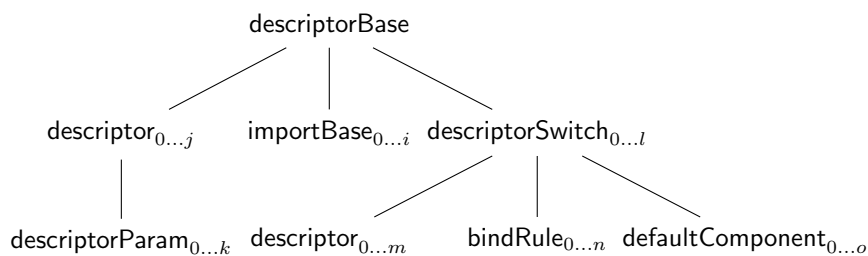 descriptorBase
descriptor0...j importBase0...i descriptorSwitch0...l
descriptorParam0...k descriptor0...m bindRule0...n defaultComponent0...o